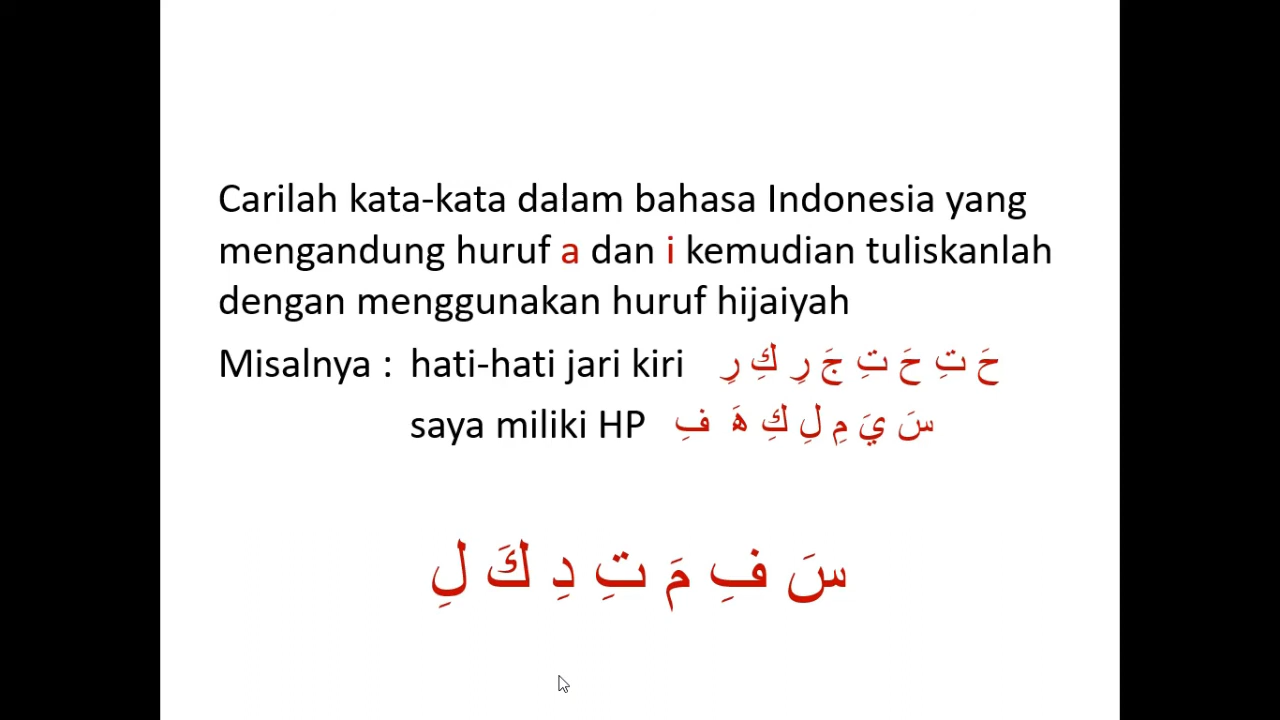 Carilah kata-kata dalam bahasa Indonesia yang
mengandung huruf a dan i kemudian tuliskanlah
dengan menggunakan huruf hijaiyah
Misalnya : hati-hati jari kiri حَ تِ حَ تِ جَ رِ كِ رِ
saya miliki HP سَ يَ مِ لِ كِ هَ فِ
سَ فِ مَ تِ دِ كَ لِ